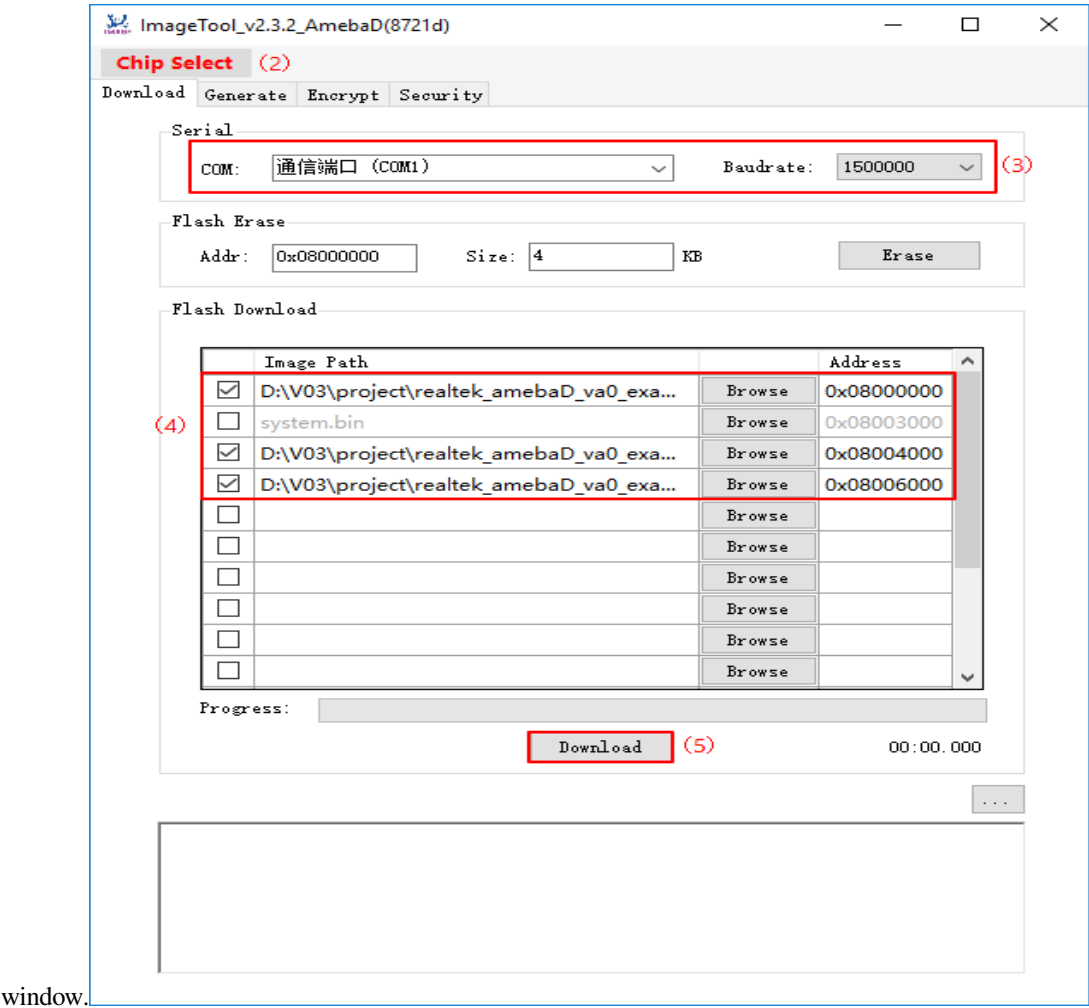 ImageTool_v2.3.2_AmebaD(8721d)
Chip Select (2)
Download Generate Encrypt Security
Serial
COM: 通信端口 (COM1) Baudrate: 1500000 (3)
Flash Erase
Addr: 0x08000000 Size: 4 KB Erase
Flash Download
Image Path Address
D:\V03\project\realtek_amebaD_va0_exa... Browse 0x08000000
(4) system.bin Browse 0x08003000
D:\V03\project\realtek_amebaD_va0_exa... Browse 0x08004000
D:\V03\project\realtek_amebaD_va0_exa... Browse 0x08006000
Browse
Browse
Browse
Browse
Browse
Browse
Progress:
Download (5) 00:00.000
...
window.